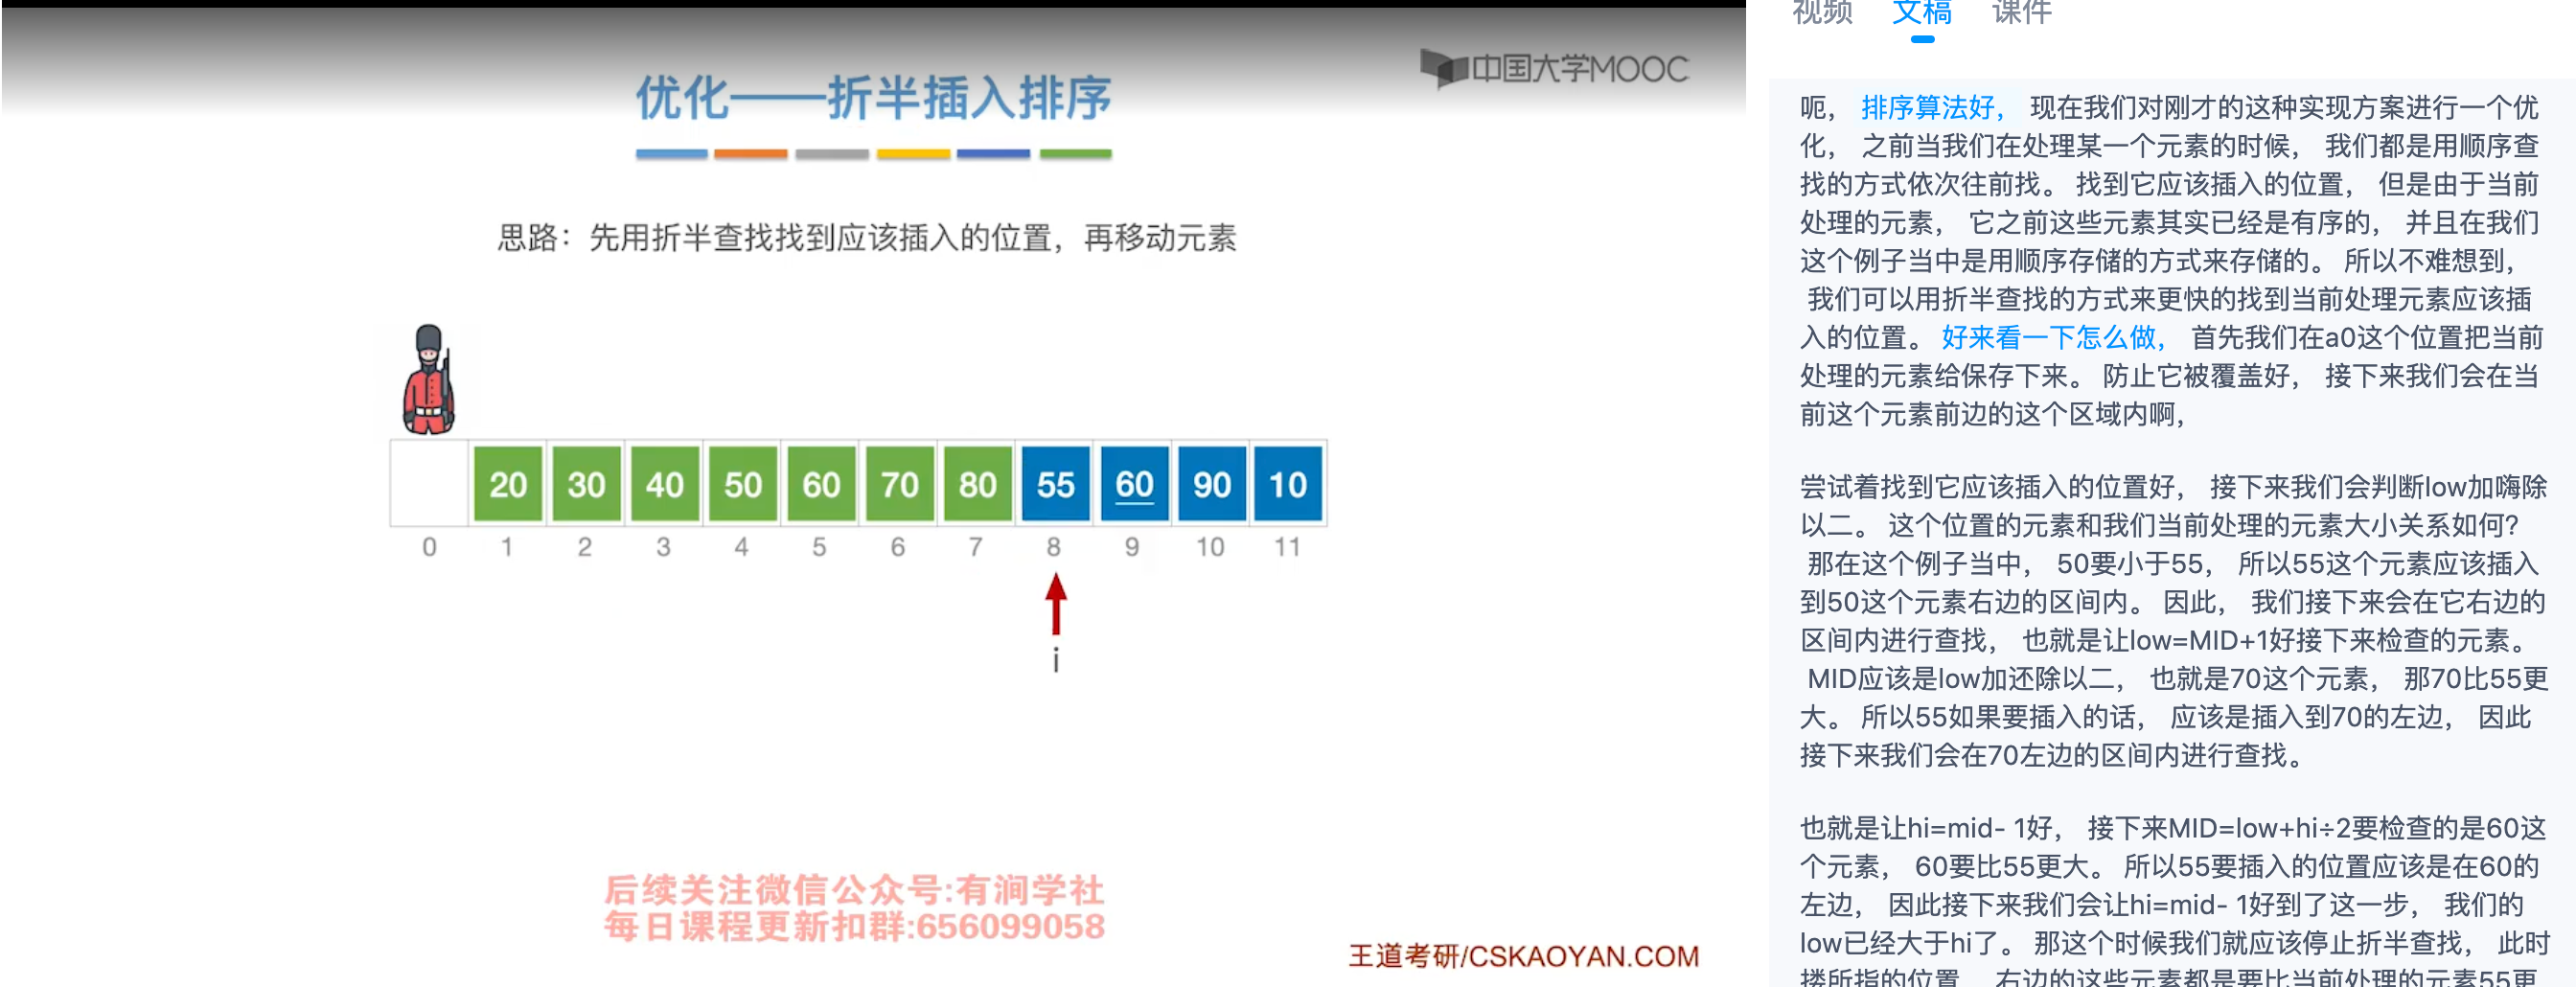 中国大学MOOC
优化——折半插入排序
思路：先用折半查找找到应该插入的位置，再移动元素
20 30 40 50 60 70 80 55 60 90 10
0 1 2 3 4 5 6 7 8 9 10 11
i
后续关注微信公众号:有涧学社
每日课程更新扣群:656099058
王道考研/CSKAOYAN.COM
视频 文稿 课件
呃， 排序算法好， 现在我们对刚才的这种实现方案进行一个优
化， 之前当我们在处理某一个元素的时候， 我们都是用顺序查
找的方式依次往前找。 找到它应该插入的位置， 但是由于当前
处理的元素， 它之前这些元素其实已经是有序的， 并且在我们
这个例子当中是用顺序存储的方式来存储的。 所以不难想到，
我们可以用折半查找的方式来更快的找到当前处理元素应该插
入的位置。 好来看一下怎么做， 首先我们在a0这个位置把当前
处理的元素给保存下来。 防止它被覆盖好， 接下来我们会在当
前这个元素前边的这个区域内啊，
尝试着找到它应该插入的位置好， 接下来我们会判断low加嗨除
以二。 这个位置的元素和我们当前处理的元素大小关系如何?
那在这个例子当中， 50要小于55， 所以55这个元素应该插入
到50这个元素右边的区间内。 因此， 我们接下来会在它右边的
区间内进行查找， 也就是让low=MID+1好接下来检查的元素。
MID应该是low加还除以二， 也就是70这个元素， 那70比55更
大。 所以55如果要插入的话， 应该是插入到70的左边， 因此
接下来我们会在70左边的区间内进行查找。
也就是让hi=mid- 1好， 接下来MID=low+hi÷2要检查的是60这
个元素， 60要比55更大。 所以55要插入的位置应该是在60的
左边， 因此接下来我们会让hi=mid- 1好到了这一步， 我们的
low已经大于hi了。 那这个时候我们就应该停止折半查找， 此时
搂所指的位置， 右边的这些元素都是要比当前处理的元素55更